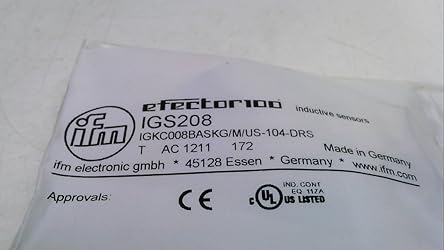 efector100 inductive sensors
ifm
IGS208
IGKC008BASKG/M/US-104-DRS
T AC 1211 172 Made in Germany
ifm electronic gmbh * 45128 Essen * Germany * www.ifm.com
Approvals: CE c UL US LISTED
IND. CONT
EQ. 11ZA